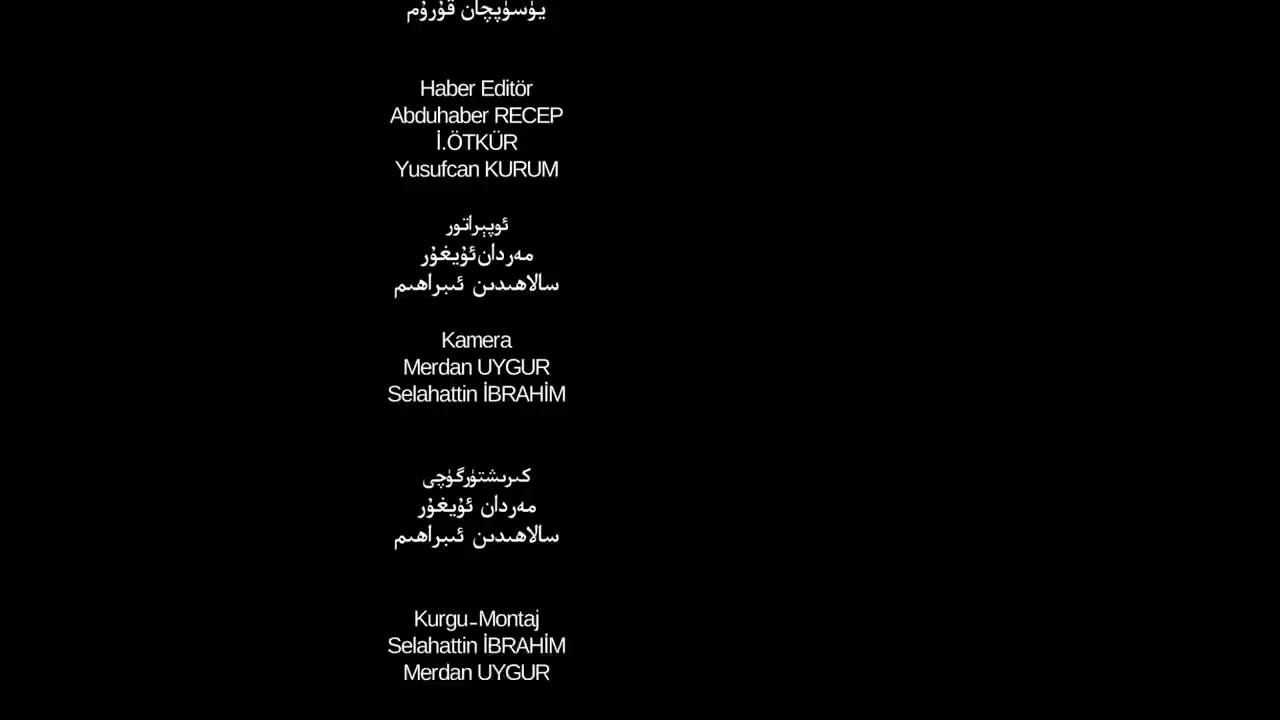 يۈسۈپچان قۇرۇم
Haber Editör
Abduhaber RECEP
İ.ÖTKÜR
Yusufcan KURUM
ئوپېراتور
مەردان ئۇيغۇر
سالاھىدىن ئىبراھىم
Kamera
Merdan UYGUR
Selahattin İBRAHİM
كىرىشتۈرگۈچى
مەردان ئۇيغۇر
سالاھىدىن ئىبراھىم
Kurgu-Montaj
Selahattin İBRAHİM
Merdan UYGUR